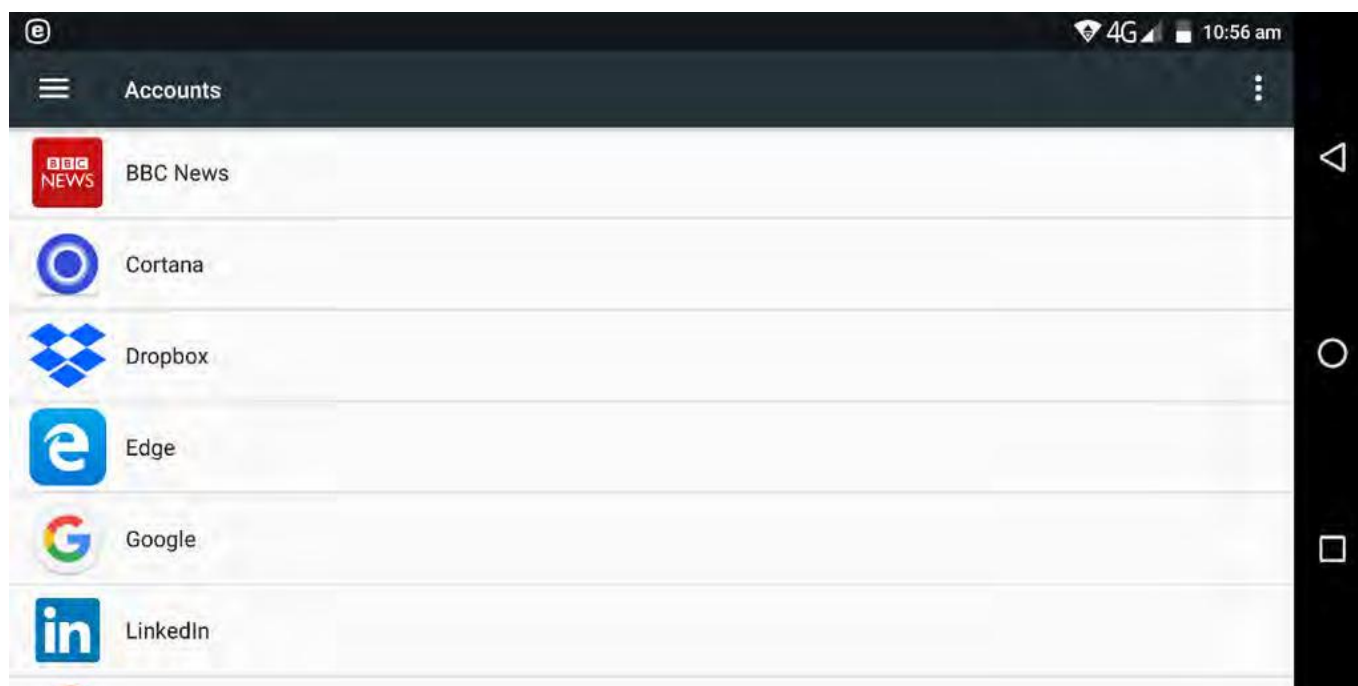 4G 10:56 am
Accounts
BBC NEWS BBC News
Cortana
Dropbox
Edge
Google
in LinkedIn